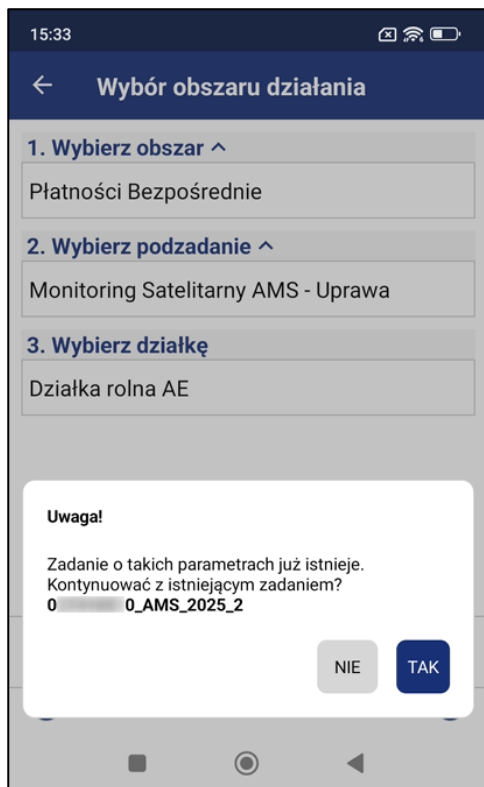 15:33
Wybór obszaru działania
1. Wybierz obszar
Płatności Bezpośrednie
2. Wybierz podzadanie
Monitoring Satelitarny AMS - Uprawa
3. Wybierz działkę
Działka rolna AE
Uwaga!
Zadanie o takich parametrach już istnieje.
Kontynuować z istniejącym zadaniem?
0 0_AMS_2025_2
NIE TAK